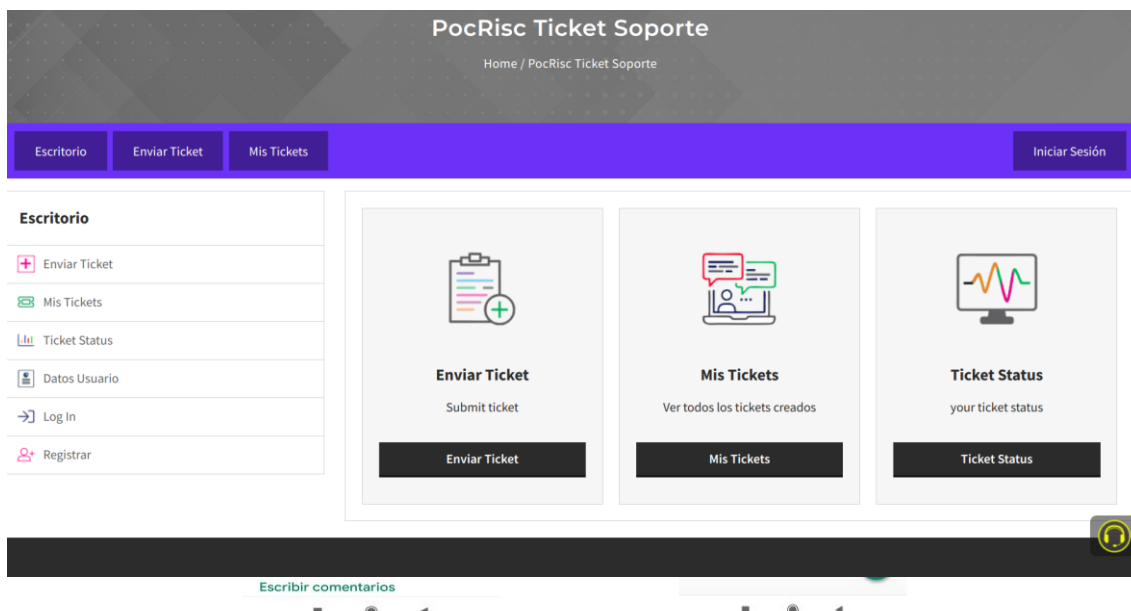 PocRisc Ticket Soporte
Home / PocRisc Ticket Soporte
Escritorio
Enviar Ticket
Mis Tickets
Iniciar Sesión
Escritorio
Enviar Ticket
Mis Tickets
Ticket Status
Datos Usuario
Log In
Registrar
Enviar Ticket
Submit ticket
Enviar Ticket
Mis Tickets
Ver todos los tickets creados
Mis Tickets
Ticket Status
your ticket status
Ticket Status
Escribir comentarios